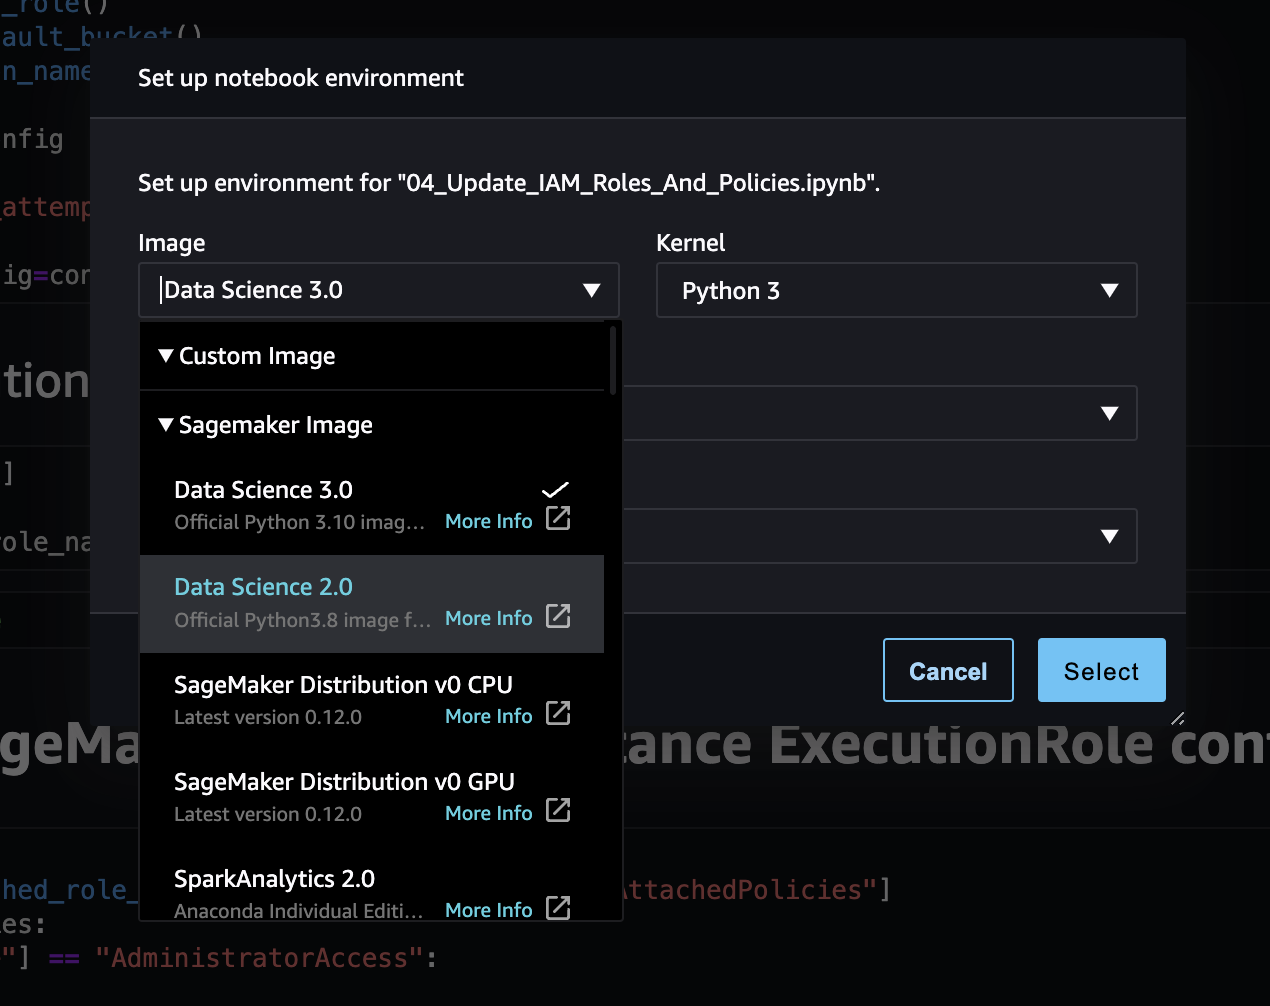 _role()
ault_bucket()
n_name
nfig
_attemp
ig=con
tion
]
role_na
Set up notebook environment
Set up environment for "04_Update_IAM_Roles_And_Policies.ipynb".
Image
Kernel
Data Science 3.0
Python 3
Custom Image
Sagemaker Image
Data Science 3.0
Official Python 3.10 imag... More Info
Data Science 2.0
Official Python3.8 image f... More Info
SageMaker Distribution v0 CPU
Latest version 0.12.0 More Info
SageMaker Distribution v0 GPU
Latest version 0.12.0 More Info
SparkAnalytics 2.0
Anaconda Individual Editi... More Info
Cancel
Select
geMa tance ExecutionRole con
hed_role_ AttachedPolicies"]
es:
"] == "AdministratorAccess":